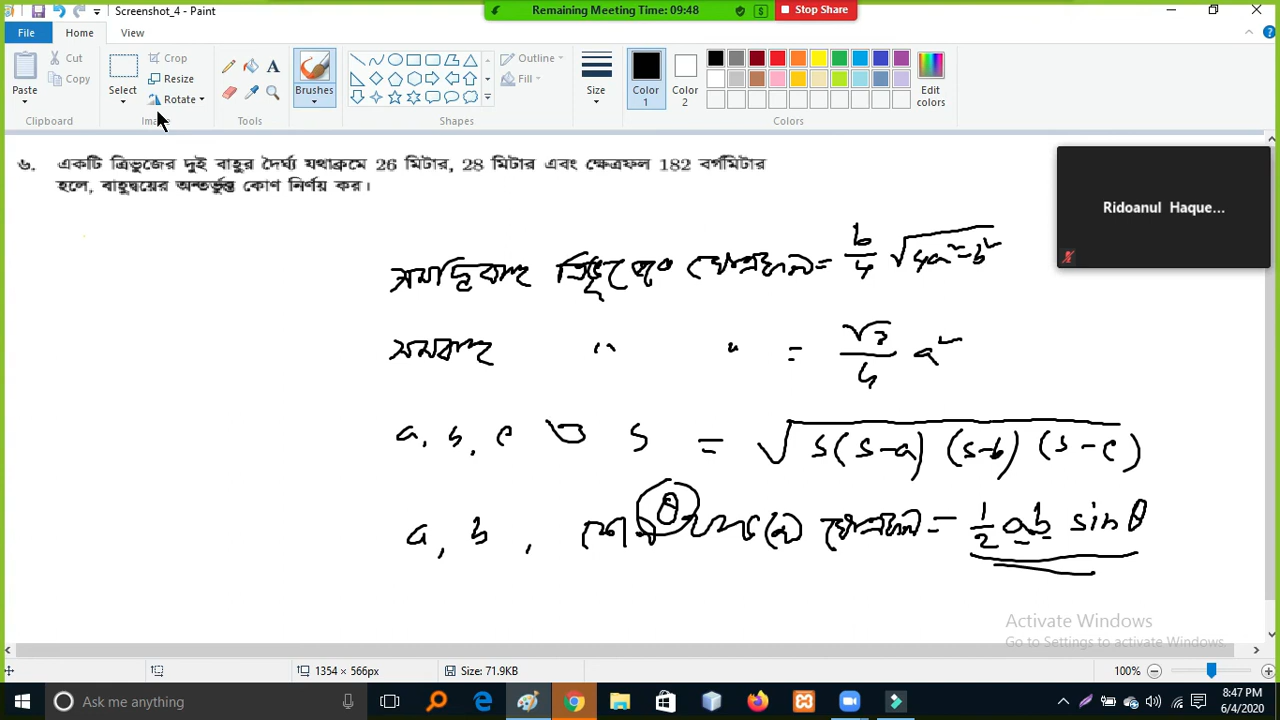 Screenshot_4 - Paint
Remaining Meeting Time: 09:48
Stop Share
File
Home
View
Paste
Cut
Copy
Clipboard
Select
Crop
Resize
Rotate
Image
A
Tools
Brushes
Outline
Fill
Shapes
Size
Color 1
Color 2
Edit colors
Colors
৬. একটি ত্রিভুজের দুই বাহুর দৈর্ঘ্য যথাক্রমে 26 মিটার, 28 মিটার এবং ক্ষেত্রফল 182 বর্গমিটার
হলে, বাহুদ্বয়ের অন্তর্ভুক্ত কোণ নির্ণয় কর।
Ridoanul Haque...
সমদ্বিবাহু ত্রিভুজের ক্ষেত্রফল = b/4 √4a²-b²
সমবাহু " " = √3/4 a²
a, b, c ও s = √s(s-a) (s-b) (s-c)
a, b, কোণ θ ক্ষেত্রফল = 1/2 ab sin θ
Activate Windows
Go to Settings to activate Windows.
1354 × 566px
Size: 71.9KB
100%
Ask me anything
8:47 PM
6/4/2020